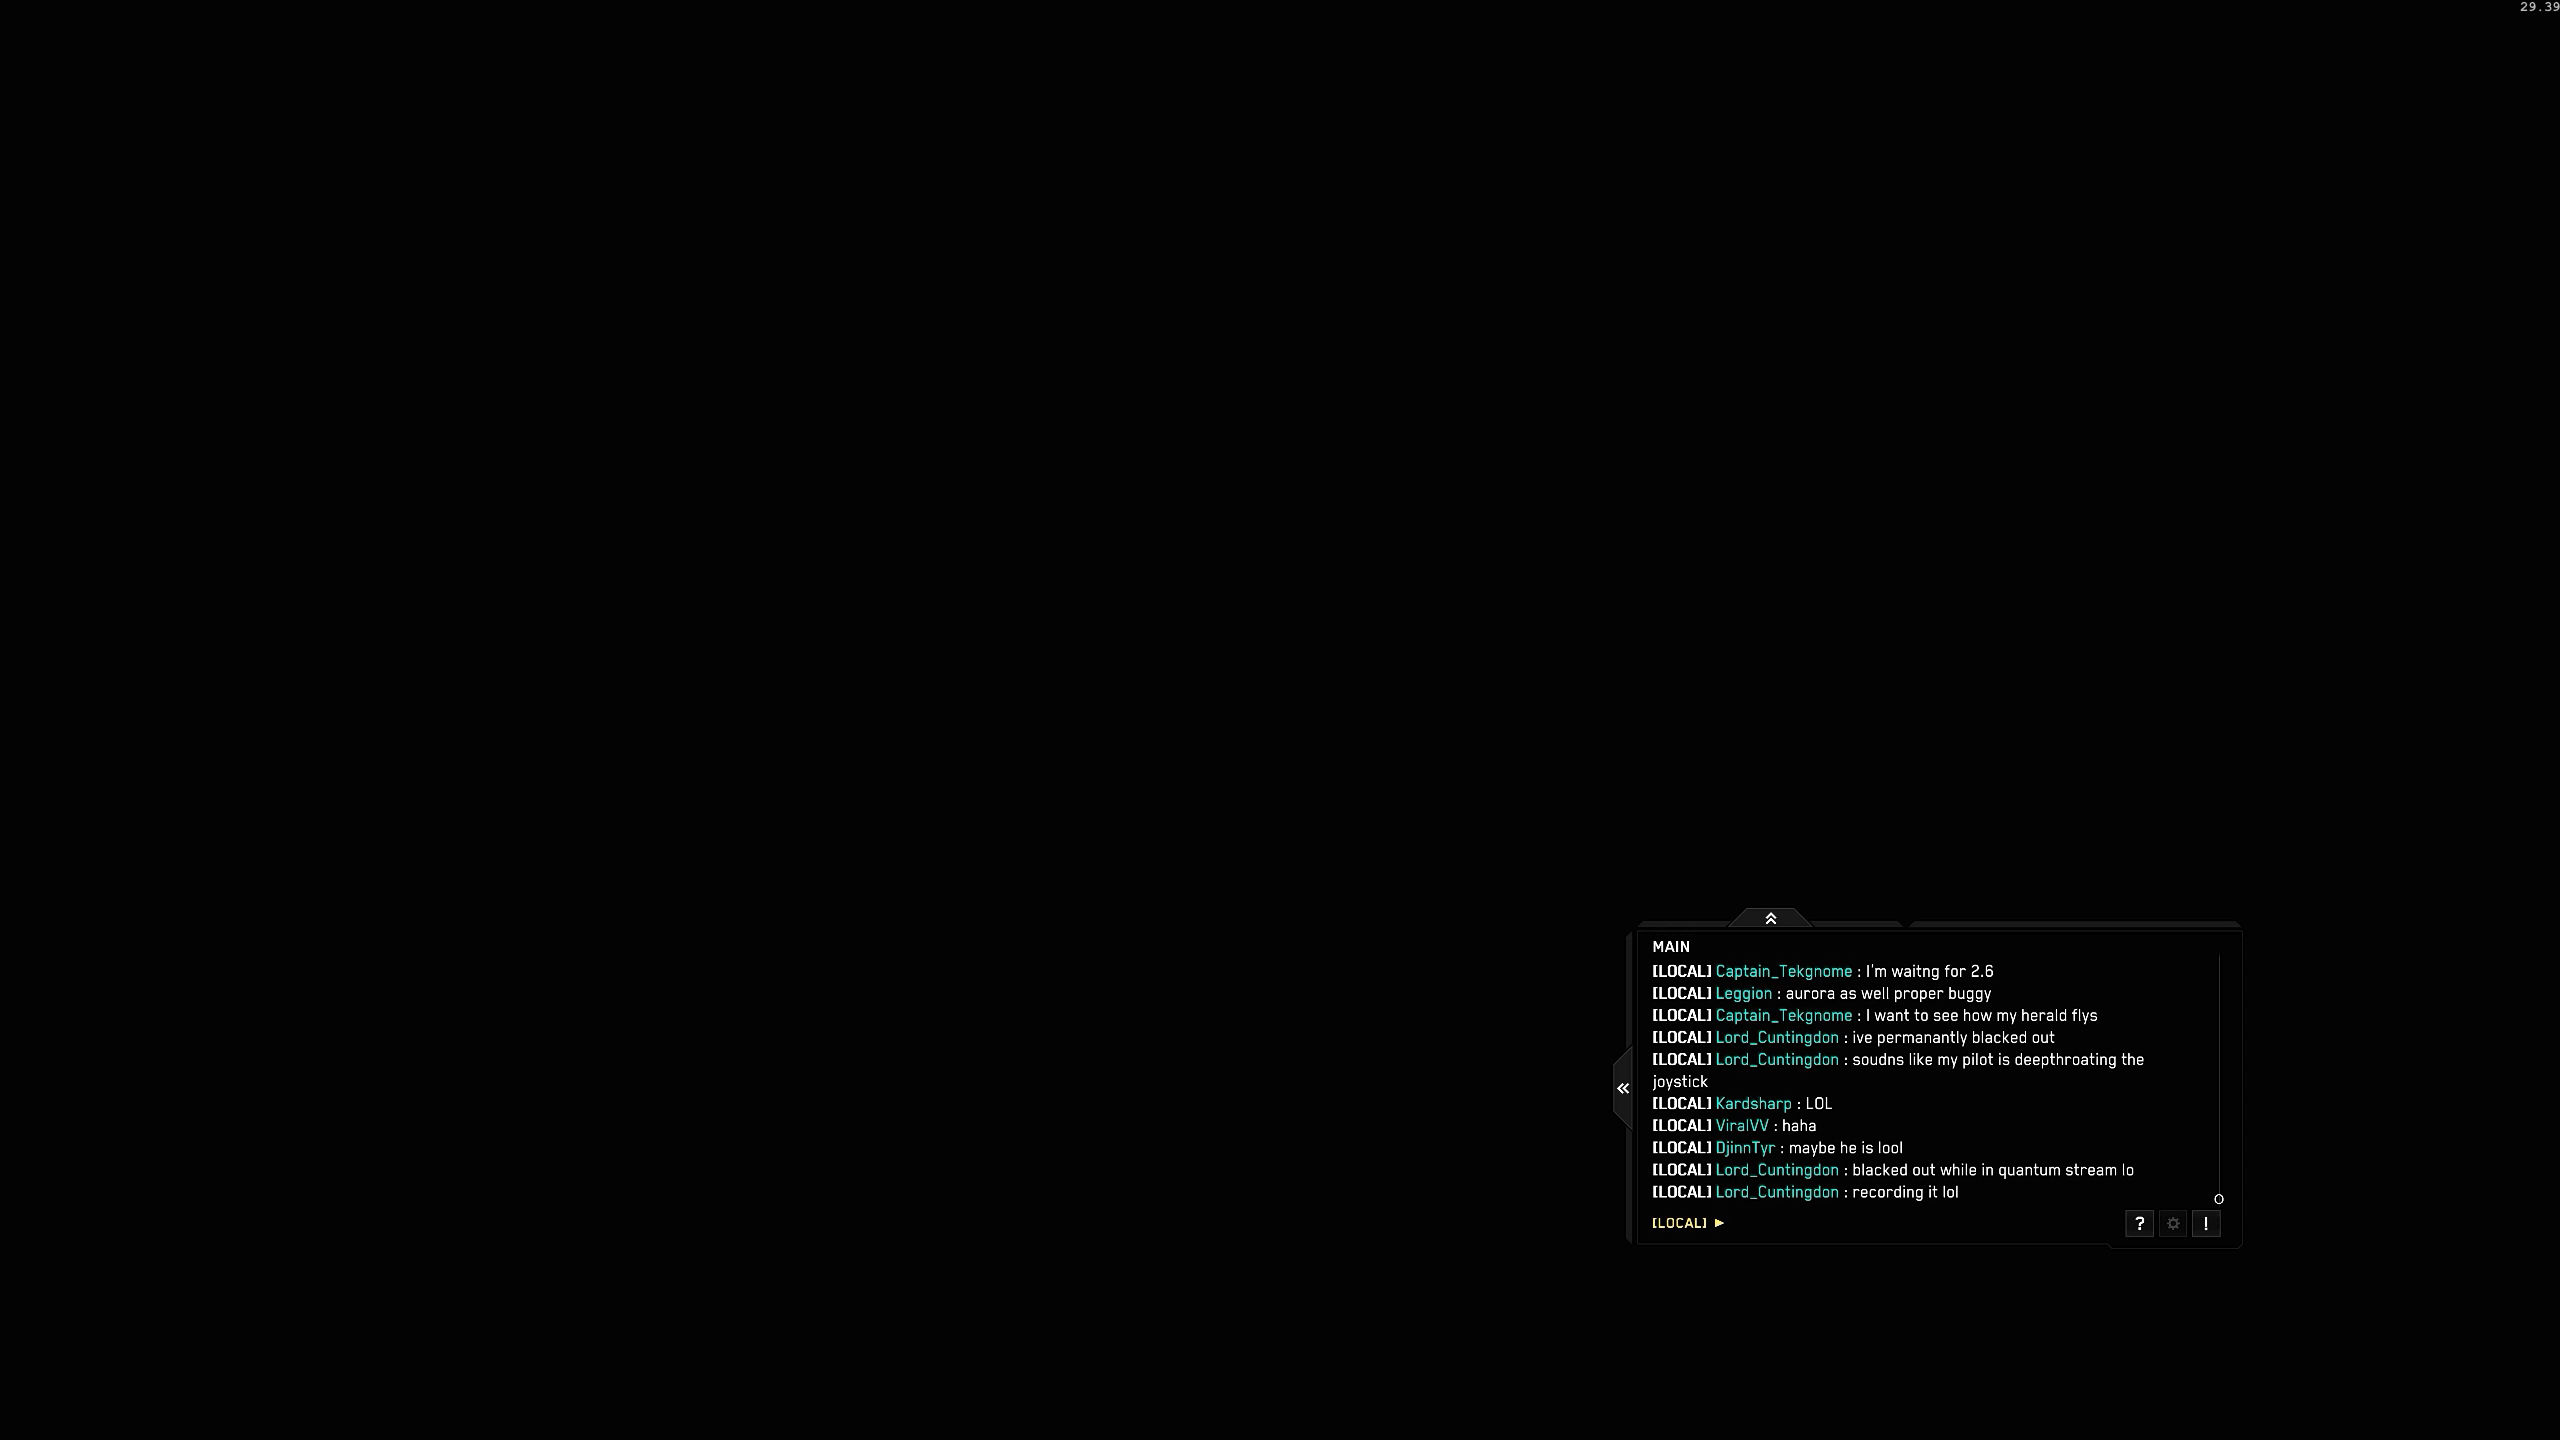 29.39
MAIN
[LOCAL] Captain_Tekgnome : I'm waitng for 2.6
[LOCAL] Leggion : aurora as well proper buggy
[LOCAL] Captain_Tekgnome : I want to see how my herald flys
[LOCAL] Lord_Cuntingdon : ive permanantly blacked out
[LOCAL] Lord_Cuntingdon : soudns like my pilot is deepthroating the
joystick
[LOCAL] Kardsharp : LOL
[LOCAL] ViralVV : haha
[LOCAL] DjinnTyr : maybe he is lool
[LOCAL] Lord_Cuntingdon : blacked out while in quantum stream lo
[LOCAL] Lord_Cuntingdon : recording it lol
[LOCAL] ► ? !